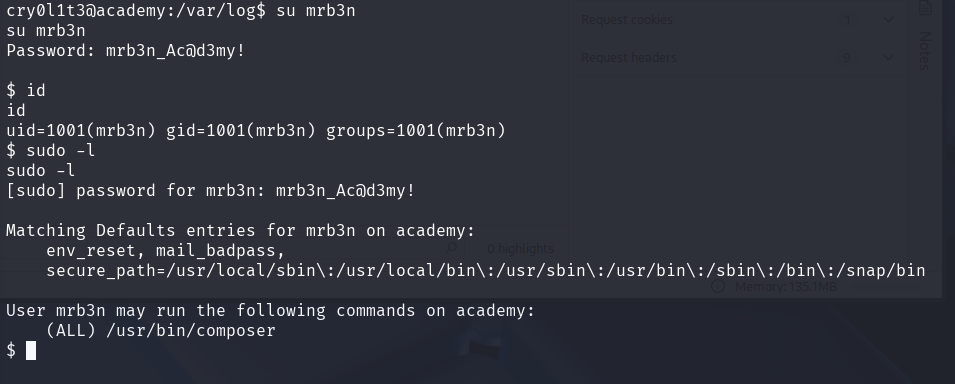 cry0l1t3@academy:/var/log$ su mrb3n
su mrb3n
Password: mrb3n_Ac@d3my!
$ id
id
uid=1001(mrb3n) gid=1001(mrb3n) groups=1001(mrb3n)
$ sudo -l
sudo -l
[sudo] password for mrb3n: mrb3n_Ac@d3my!
Matching Defaults entries for mrb3n on academy:
env_reset, mail_badpass,
secure_path=/usr/local/sbin\:/usr/local/bin\:/usr/sbin\:/usr/bin\:/sbin\:/bin\:/snap/bin
User mrb3n may run the following commands on academy:
(ALL) /usr/bin/composer
$
Request cookies
Request headers
Notes
0 highlights
Memory: 135.1MB